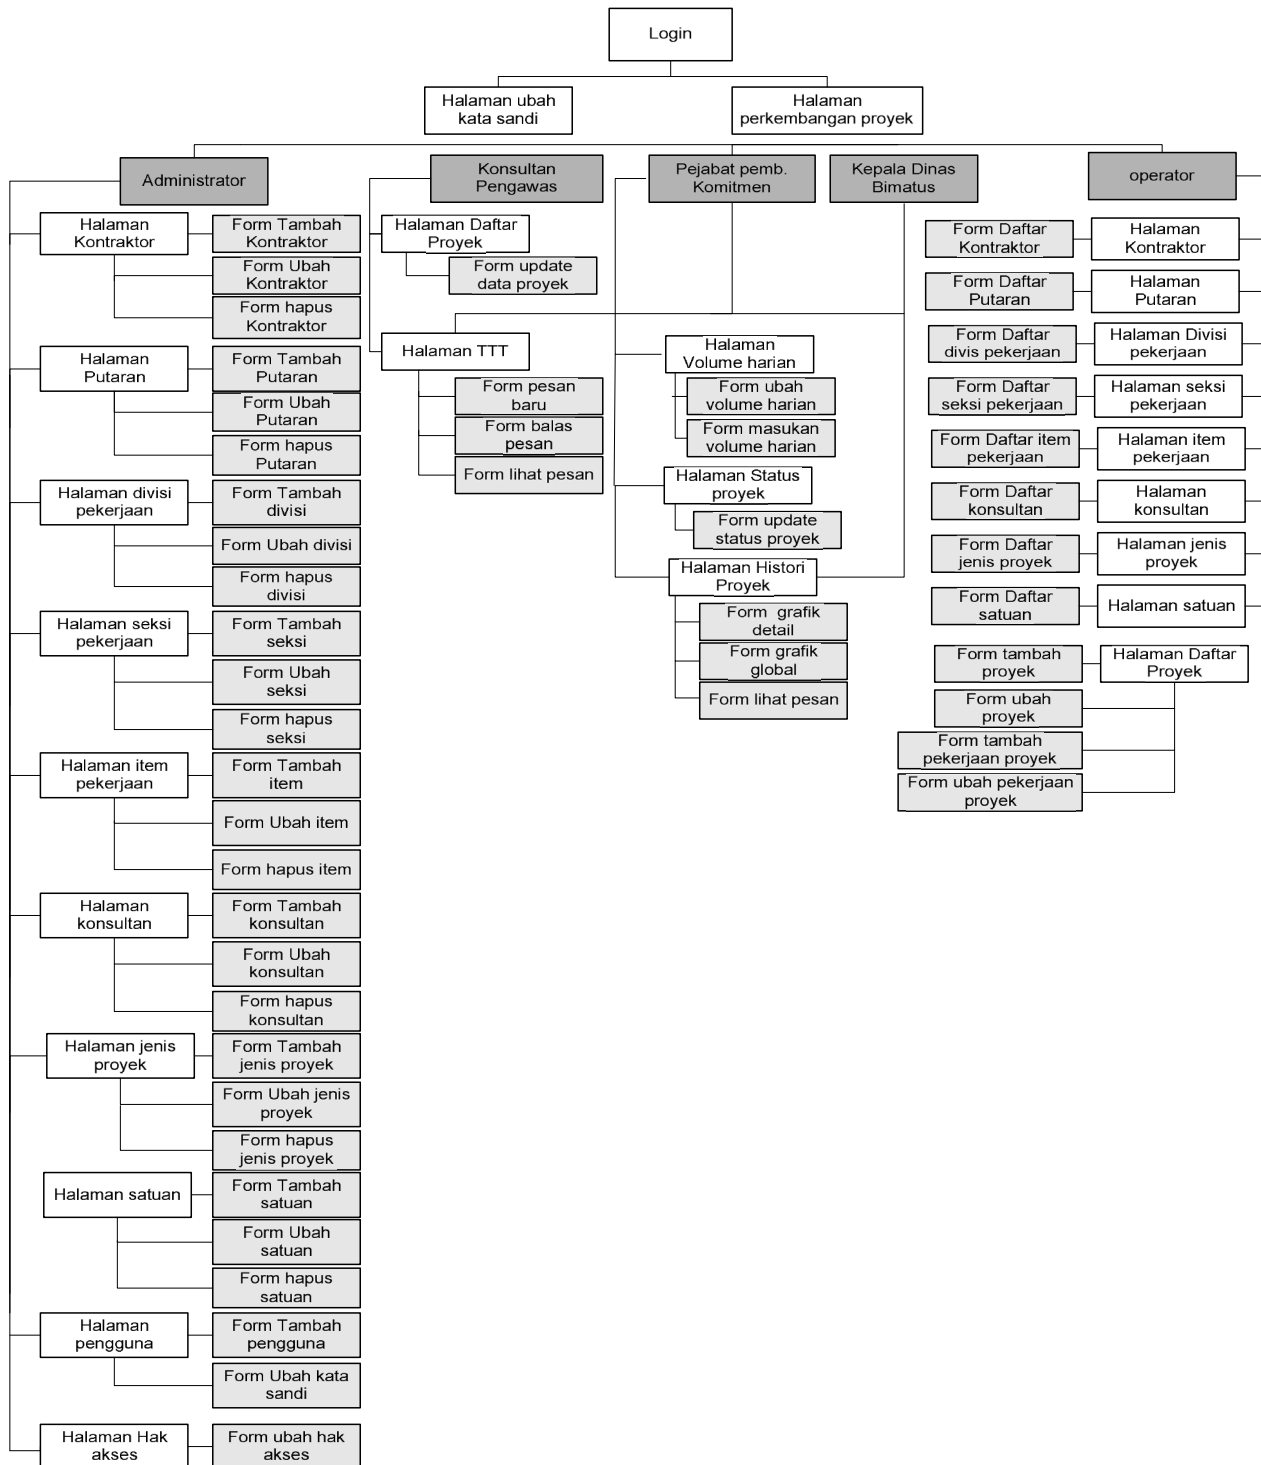 Login
Halaman ubah
kata sandi
Halaman
perkembangan proyek
Administrator
Konsultan
Pengawas
Pejabat pemb.
Komitmen
Kepala Dinas
Bimatus
operator
Halaman
Kontraktor
Form Tambah
Kontraktor
Form Ubah
Kontraktor
Form hapus
Kontraktor
Halaman
Putaran
Form Tambah
Putaran
Form Ubah
Putaran
Form hapus
Putaran
Halaman divisi
pekerjaan
Form Tambah
divisi
Form Ubah divisi
Form hapus
divisi
Halaman seksi
pekerjaan
Form Tambah
seksi
Form Ubah
seksi
Form hapus
seksi
Halaman item
pekerjaan
Form Tambah
item
Form Ubah item
Form hapus item
Halaman
konsultan
Form Tambah
konsultan
Form Ubah
konsultan
Form hapus
konsultan
Halaman jenis
proyek
Form Tambah
jenis proyek
Form Ubah jenis
proyek
Form hapus
jenis proyek
Halaman satuan
Form Tambah
satuan
Form Ubah
satuan
Form hapus
satuan
Halaman
pengguna
Form Tambah
pengguna
Form Ubah kata
sandi
Halaman Hak
akses
Form ubah hak
akses
Halaman Daftar
Proyek
Form update
data proyek
Halaman TTT
Form pesan
baru
Form balas
pesan
Form lihat pesan
Halaman
Volume harian
Form ubah
volume harian
Form masukan
volume harian
Halaman Status
proyek
Form update
status proyek
Halaman Histori
Proyek
Form grafik
detail
Form grafik
global
Form lihat pesan
Form Daftar
Kontraktor
Halaman
Kontraktor
Form Daftar
Putaran
Halaman
Putaran
Form Daftar
divis pekerjaan
Halaman Divisi
pekerjaan
Form Daftar
seksi pekerjaan
Halaman seksi
pekerjaan
Form Daftar item
pekerjaan
Halaman item
pekerjaan
Form Daftar
konsultan
Halaman
konsultan
Form Daftar
jenis proyek
Halaman jenis
proyek
Form Daftar
satuan
Halaman satuan
Form tambah
proyek
Halaman Daftar
Proyek
Form ubah
proyek
Form tambah
pekerjaan proyek
Form ubah pekerjaan
proyek